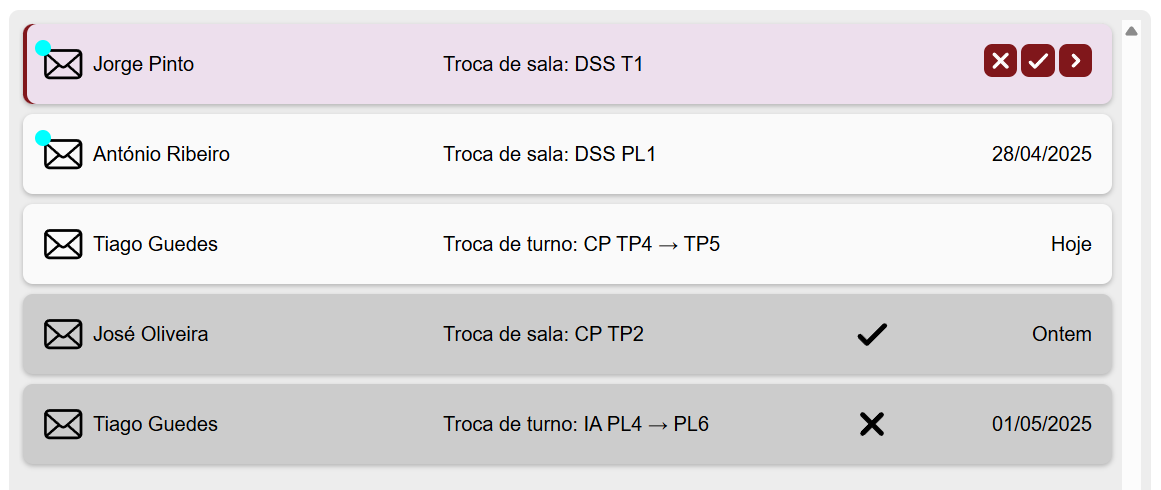 Jorge Pinto Troca de sala: DSS T1
António Ribeiro Troca de sala: DSS PL1 28/04/2025
Tiago Guedes Troca de turno: CP TP4 → TP5 Hoje
José Oliveira Troca de sala: CP TP2 Ontem
Tiago Guedes Troca de turno: IA PL4 → PL6 01/05/2025